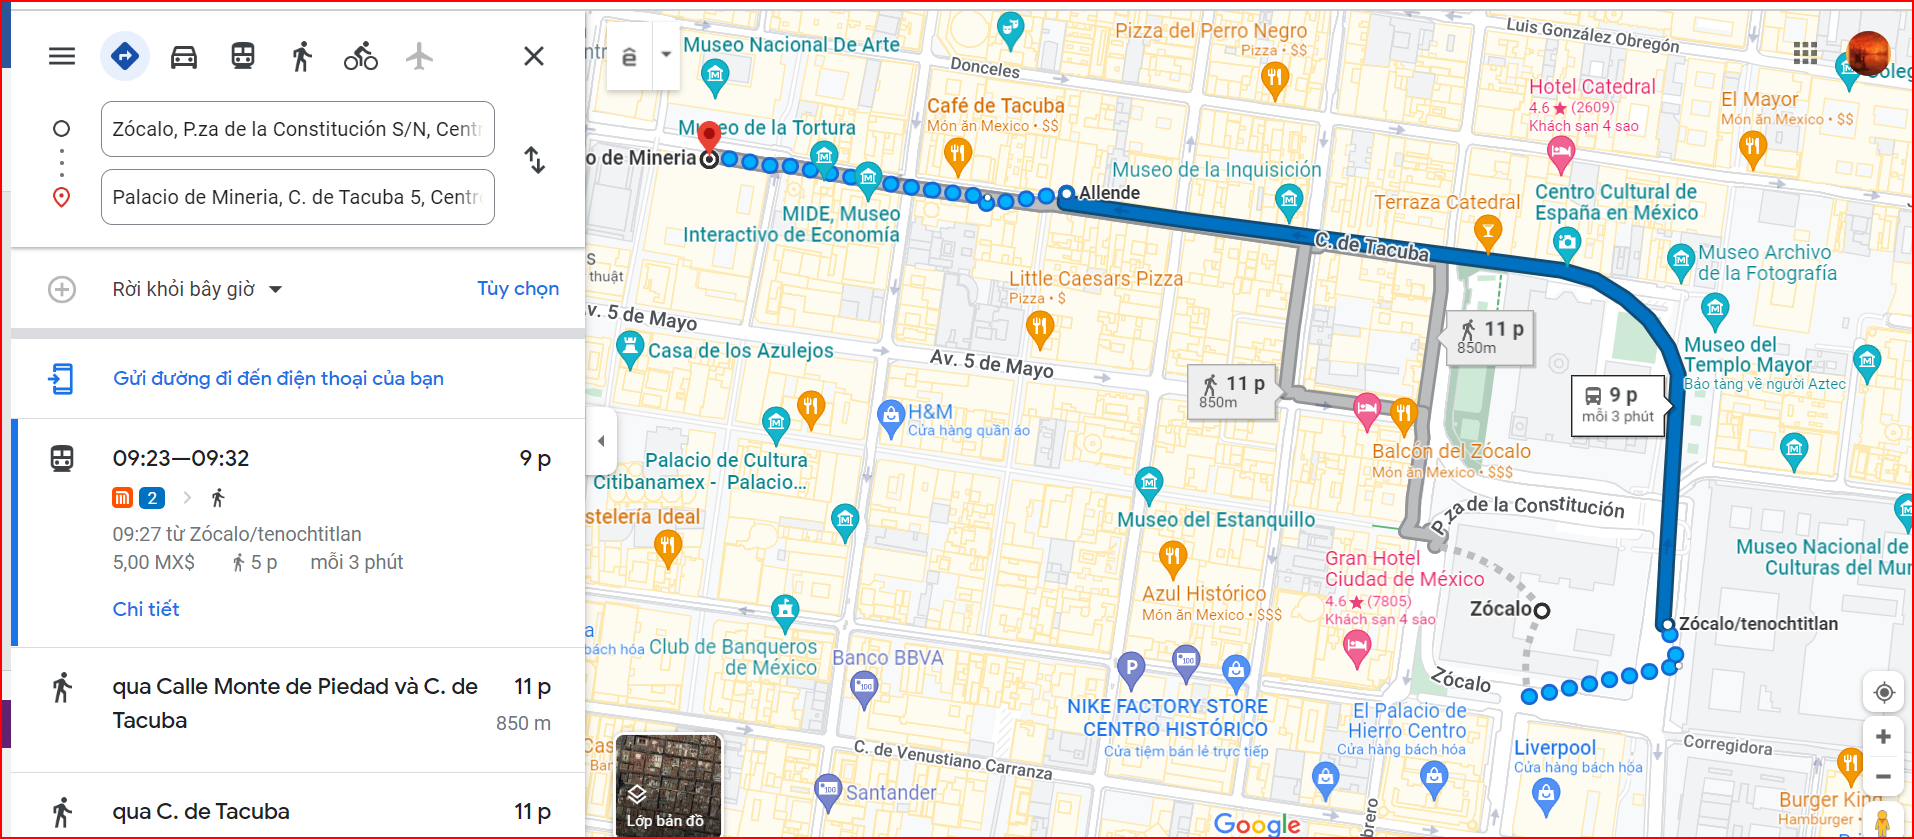 Zócalo, P.za de la Constitución S/N, Centr
Palacio de Mineria, C. de Tacuba 5, Centr
Rời khỏi bây giờ
Tùy chọn
Gửi đường đi đến điện thoại của bạn
09:23—09:32
9 p
2
09:27 từ Zócalo/tenochtitlan
5,00 MX$
5 p
mỗi 3 phút
Chi tiết
qua Calle Monte de Piedad và C. de
Tacuba
11 p
850 m
qua C. de Tacuba
11 p
ê
Museo Nacional De Arte
Donceles
Pizza del Perro Negro
Pizza • $$
Luis González Obregón
Hotel Catedral
4.6 ★ (2609)
Khách sạn 4 sao
El Mayor
Món ăn Mexico • $$
Café de Tacuba
Món ăn Mexico • $$
Museo de la Tortura
o de Mineria
Allende
Museo de la Inquisición
Terraza Catedral
Centro Cultural de
España en México
MIDE, Museo
Interactivo de Economía
C. de Tacuba
Museo Archivo
de la Fotografía
thuật
Little Caesars Pizza
Pizza • $
v. 5 de Mayo
Casa de los Azulejos
Av. 5 de Mayo
11 p
850m
11 p
850m
Museo del
Templo Mayor
Bảo tàng về người Aztec
9 p
mỗi 3 phút
H&M
Cửa hàng quần áo
Palacio de Cultura
Citibanamex - Palacio...
Balcón del Zócalo
Món ăn Mexico • $$$
stelería Ideal
Museo del Estanquillo
P.za de la Constitución
Gran Hotel
Ciudad de México
4.6 ★ (7805)
Khách sạn 4 sao
Museo Nacional de
Culturas del Mun
Azul Histórico
Món ăn Mexico • $$$
Zócalo
Zócalo/tenochtitlan
bách hóa
Club de Banqueros
de México
Banco BBVA
Zócalo
P
NIKE FACTORY STORE
CENTRO HISTÓRICO
Cửa tiệm bán lẻ trực tiếp
El Palacio de
Hierro Centro
Cửa hàng bách hóa
Liverpool
Cửa hàng bách hóa
Corregidora
C. de Venustiano Carranza
Santander
Burger King
Hamburger •
Lớp bản đồ
Google